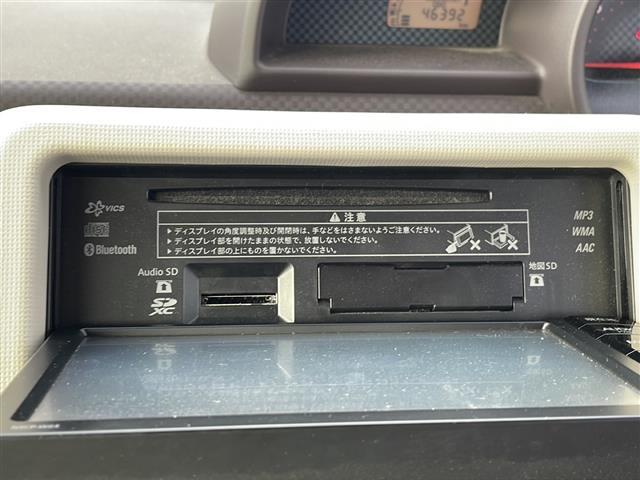 46392
VICS
Bluetooth
⚠ 注意
▶ディスプレイの角度調整時及び開閉時は、手などをはさまないようご注意ください。
▶ディスプレイ部を開けたままの状態で、放置しないでください。
▶ディスプレイ部の上にものを置かないでください。
MP3
WMA
AAC
Audio SD
SD
XC
地図SD